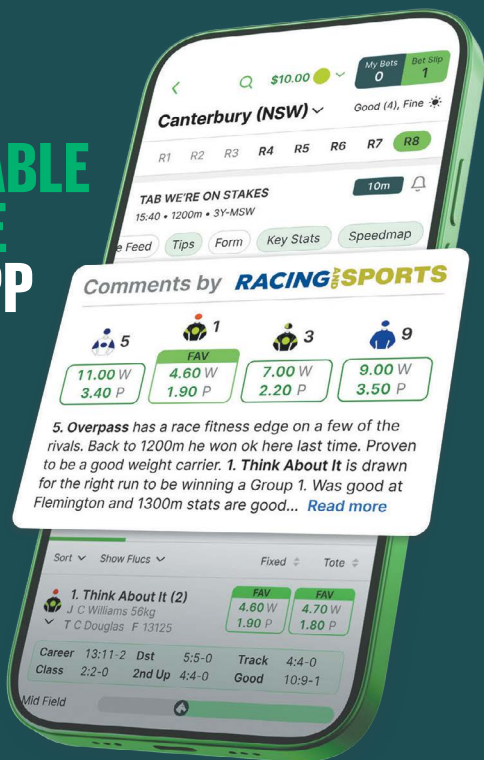 ABLE
E
PP
$10.00
My Bets
0
Bet Slip
1
Canterbury (NSW)
Good (4), Fine
R1 R2 R3 R4 R5 R6 R7 R8
TAB WE'RE ON STAKES
10m
15:40 • 1200m • 3Y-MSW
e Feed Tips Form Key Stats Speedmap
Comments by RACING AND SPORTS
5 1 3 9
FAV
11.00 W 4.60 W 7.00 W 9.00 W
3.40 P 1.90 P 2.20 P 3.50 P
5. Overpass has a race fitness edge on a few of the
rivals. Back to 1200m he won ok here last time. Proven
to be a good weight carrier. 1. Think About It is drawn
for the right run to be winning a Group 1. Was good at
Flemington and 1300m stats are good... Read more
Sort Show Flucs Fixed Tote
1. Think About It (2)
J C Williams 56kg
T C Douglas F 13125
FAV FAV
4.60 W 4.70 W
1.90 P 1.80 P
Career 13:11-2 Dst 5:5-0 Track 4:4-0
Class 2:2-0 2nd Up 4:4-0 Good 10:9-1
Mid Field